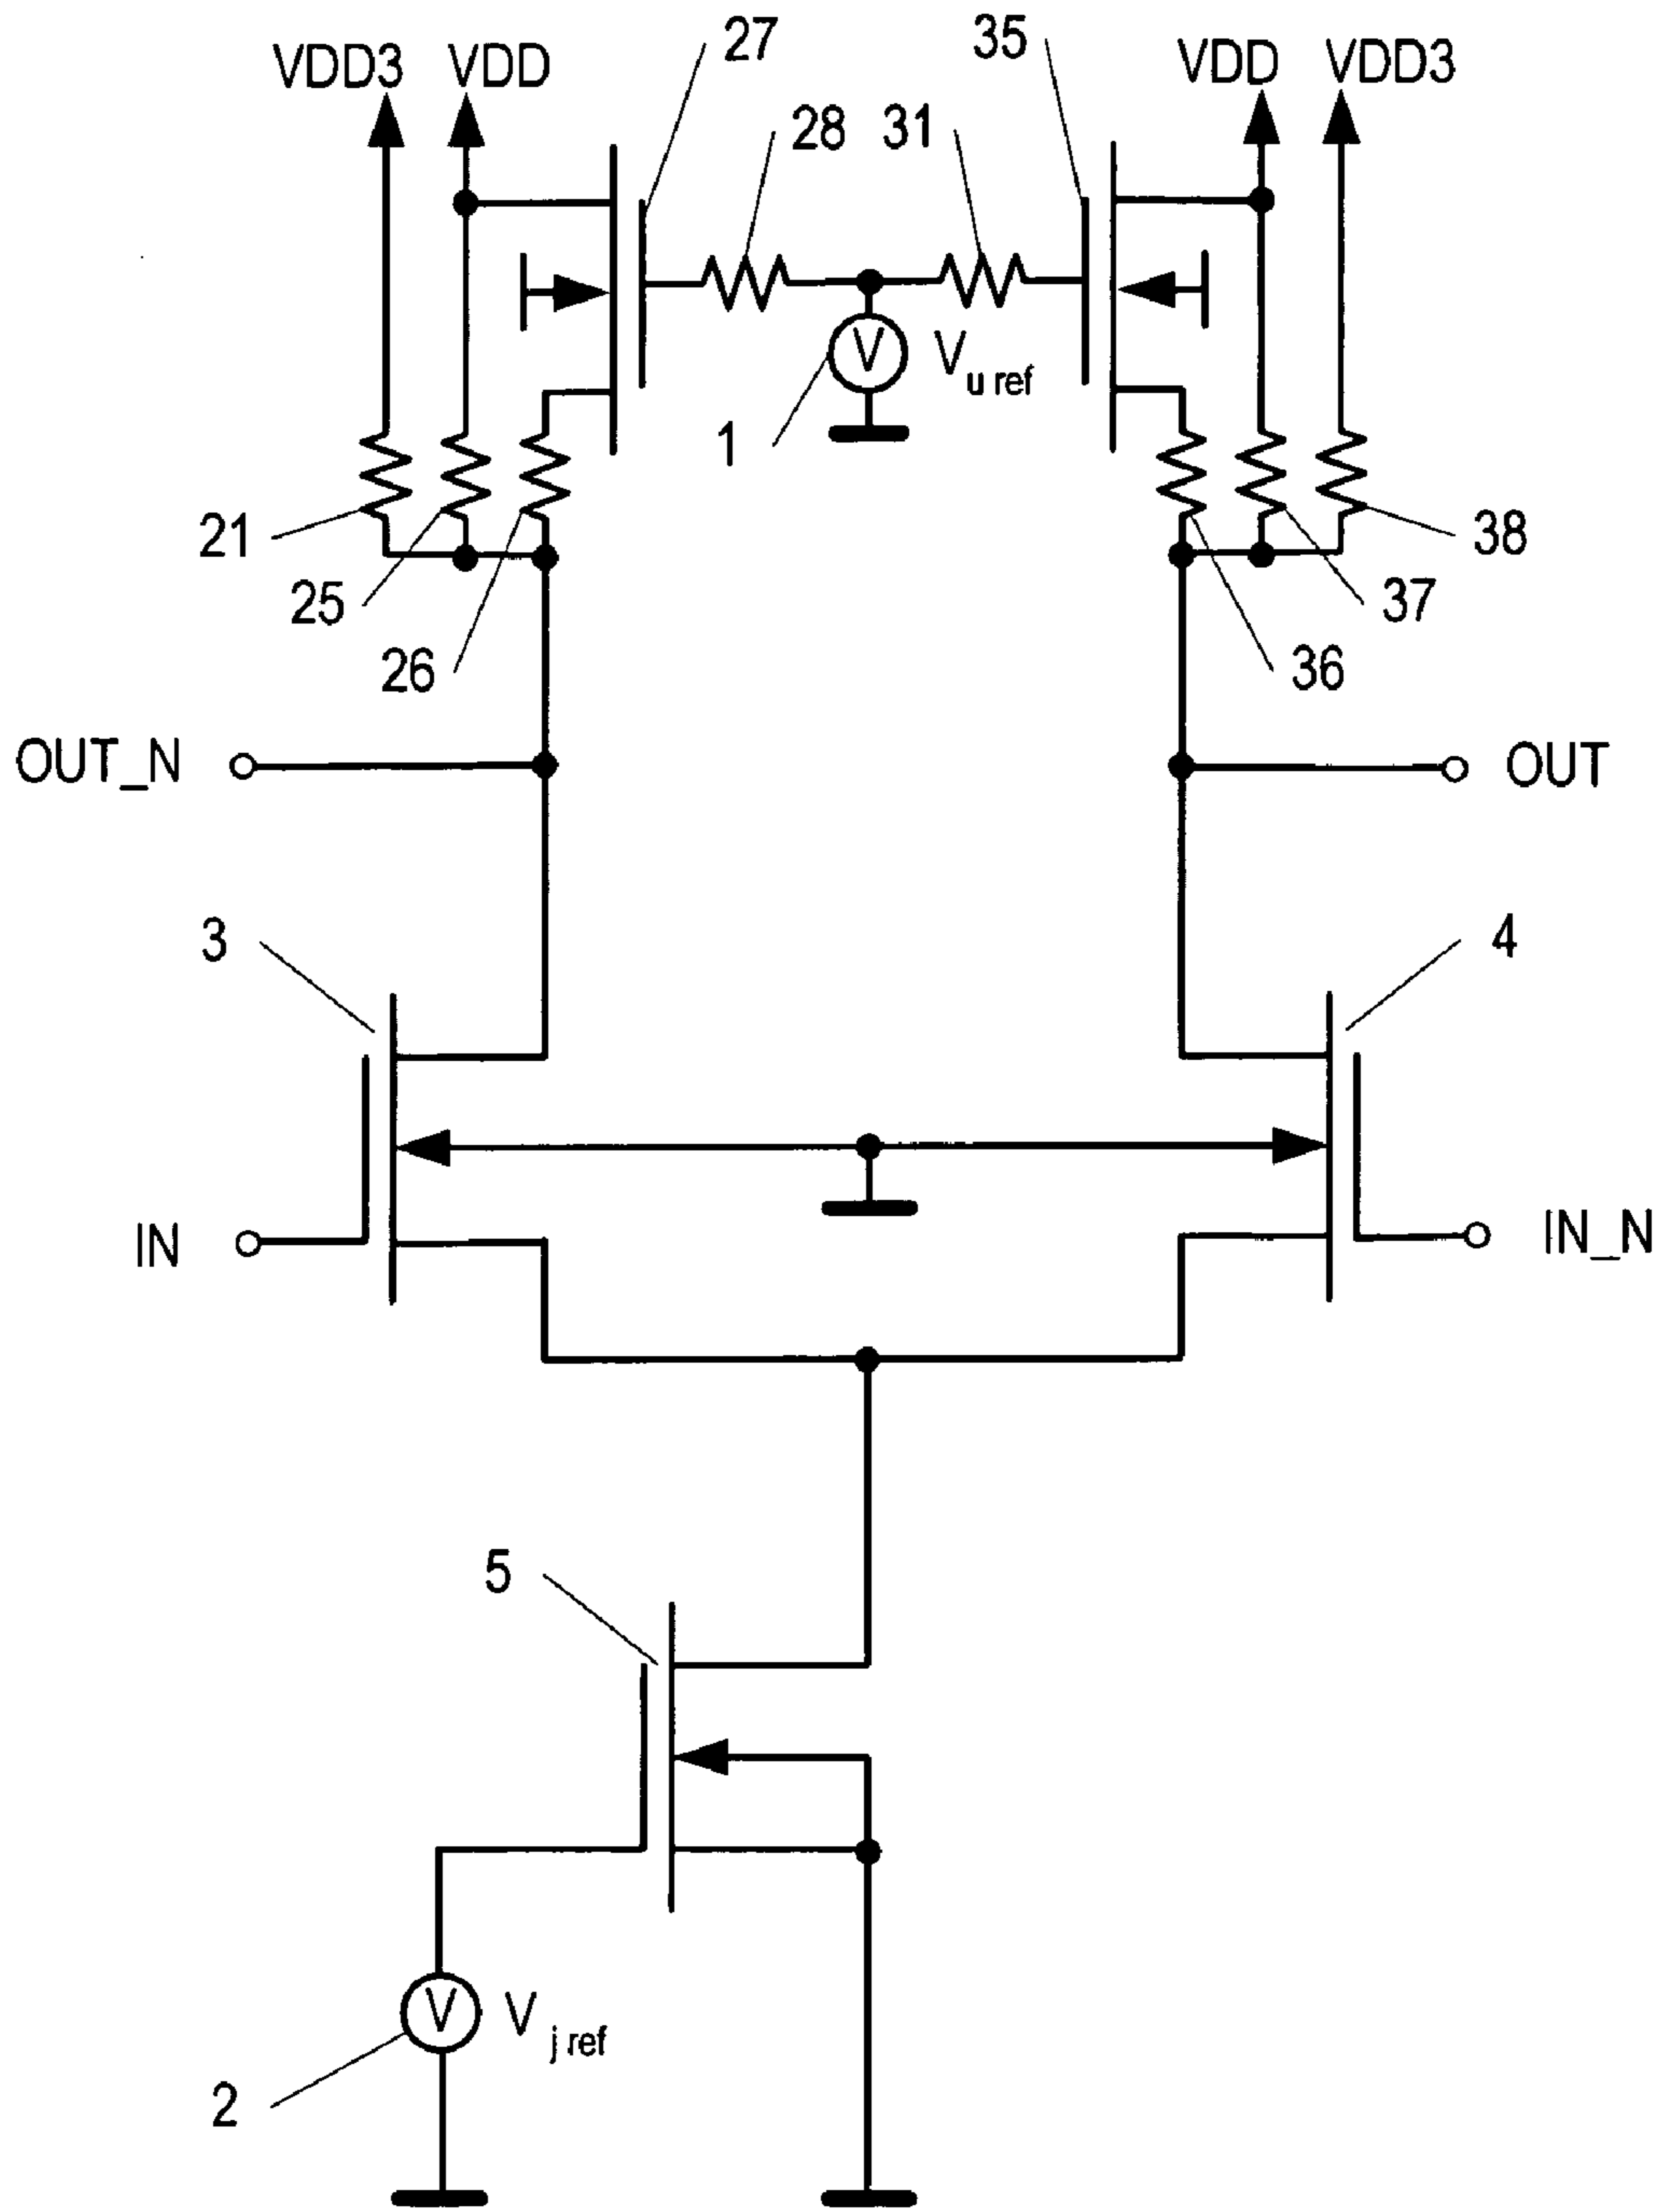 VDD3 VDD 27 35 VDD VDD3
28 31
V V u ref
1
21 25 26 36 37 38
OUT_N OUT
3 4
IN IN_N
5
V V j ref
2